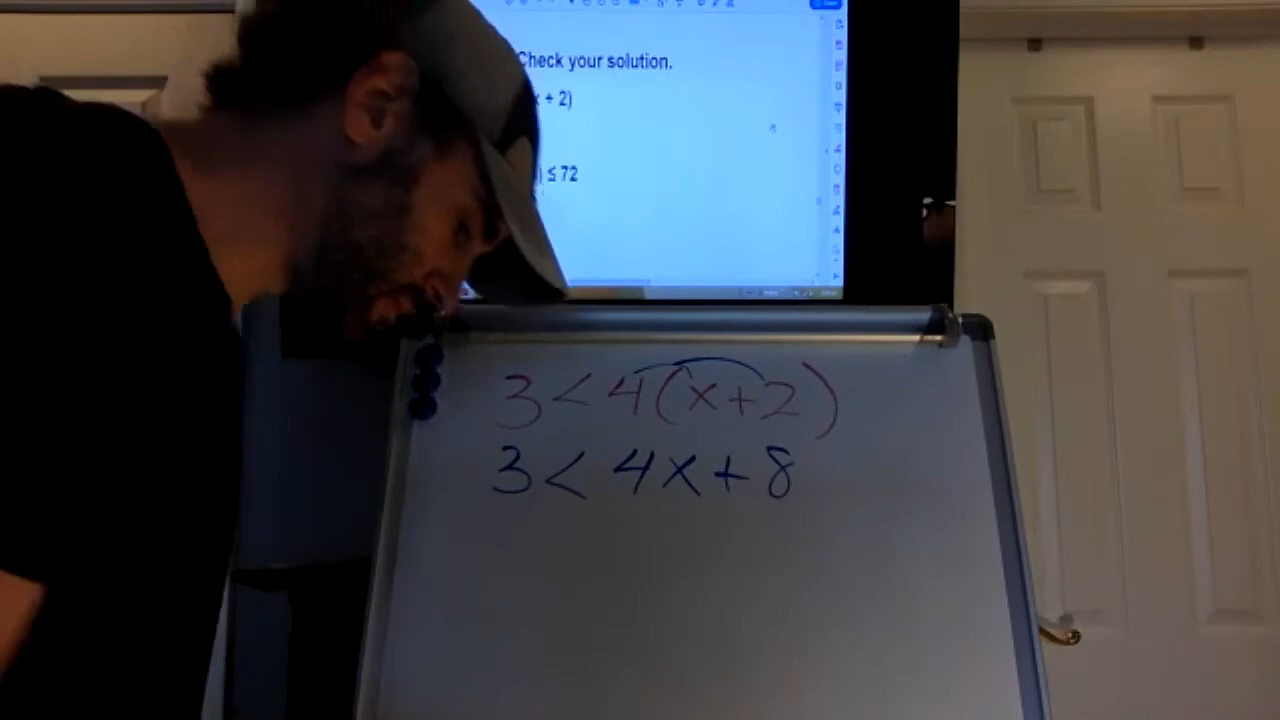 Check your solution.
+ 2)
≤ 72
3 < 4(x+2)
3 < 4x + 8